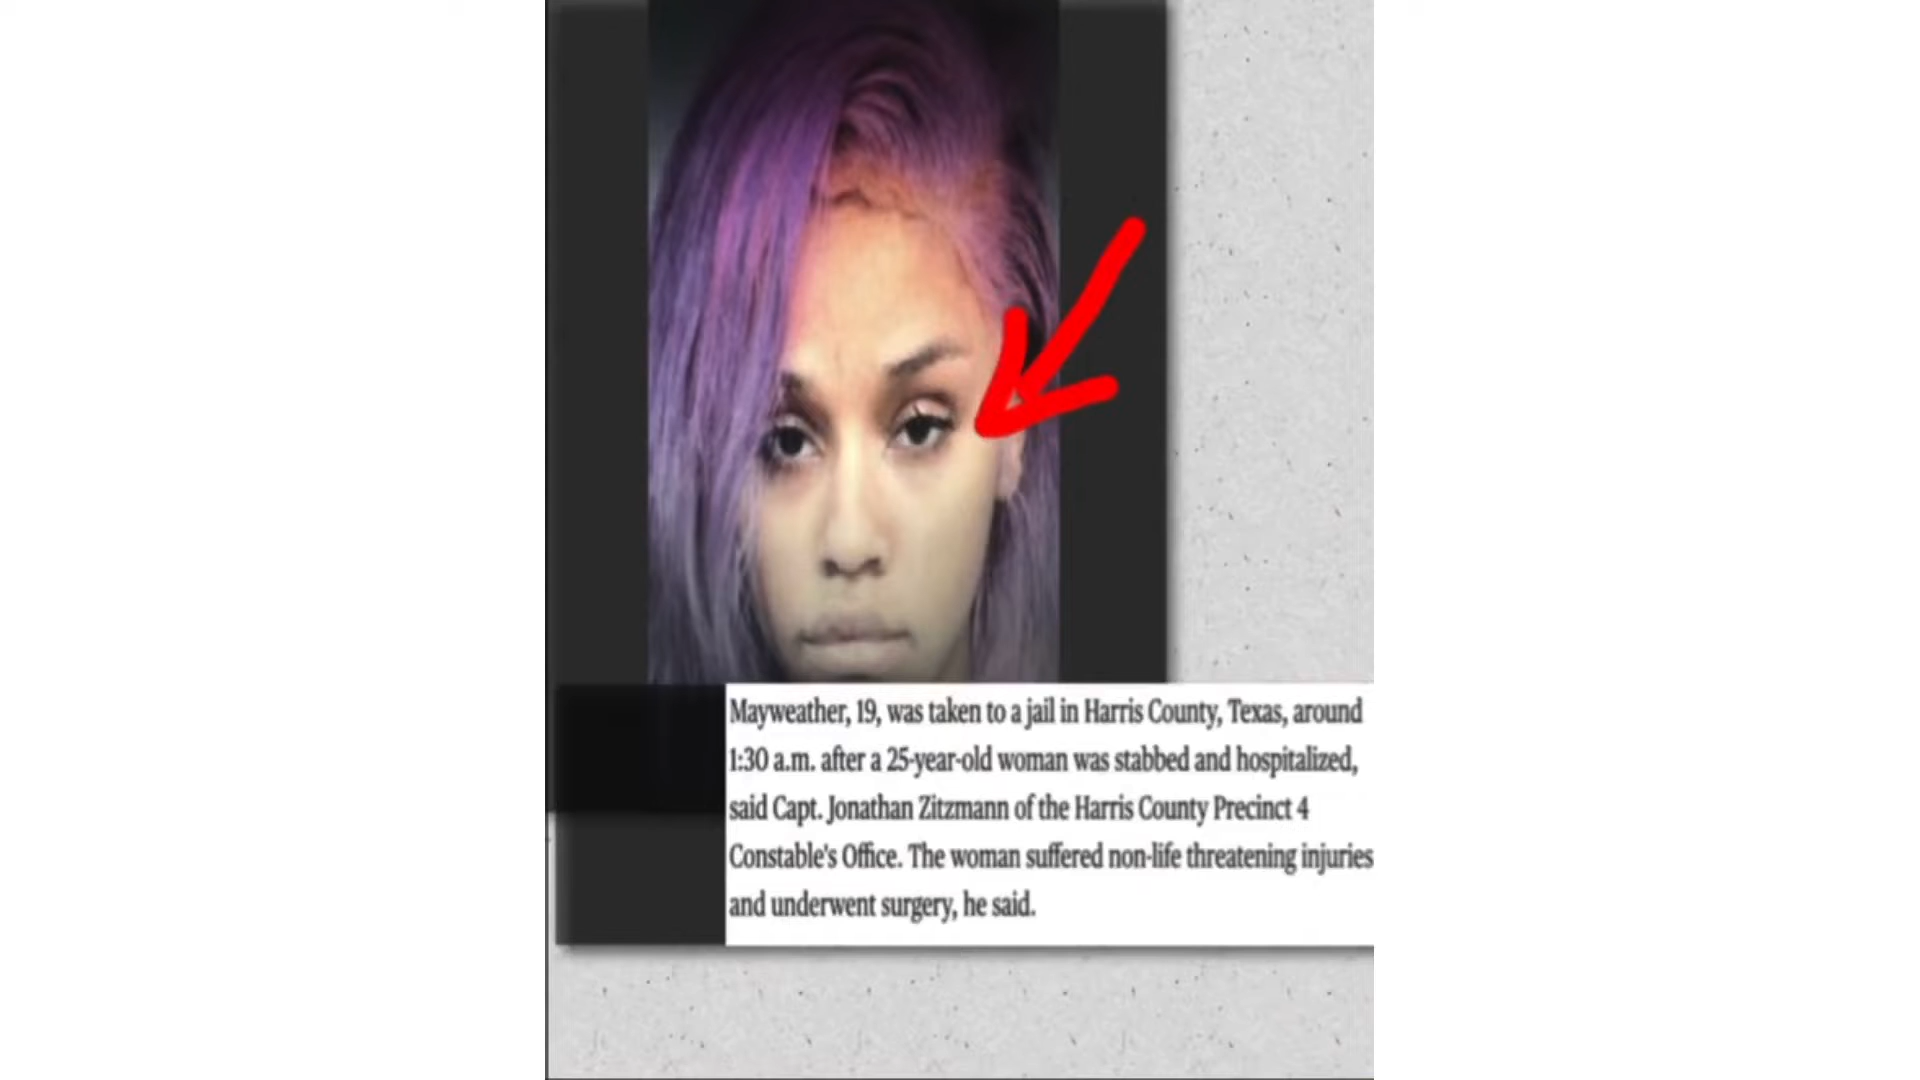 Mayweather, 19, was taken to a jail in Harris County, Texas, around
1:30 a.m. after a 25-year-old woman was stabbed and hospitalized,
said Capt. Jonathan Zitzmann of the Harris County Precinct 4
Constable's Office. The woman suffered non-life threatening injuries
and underwent surgery, he said.